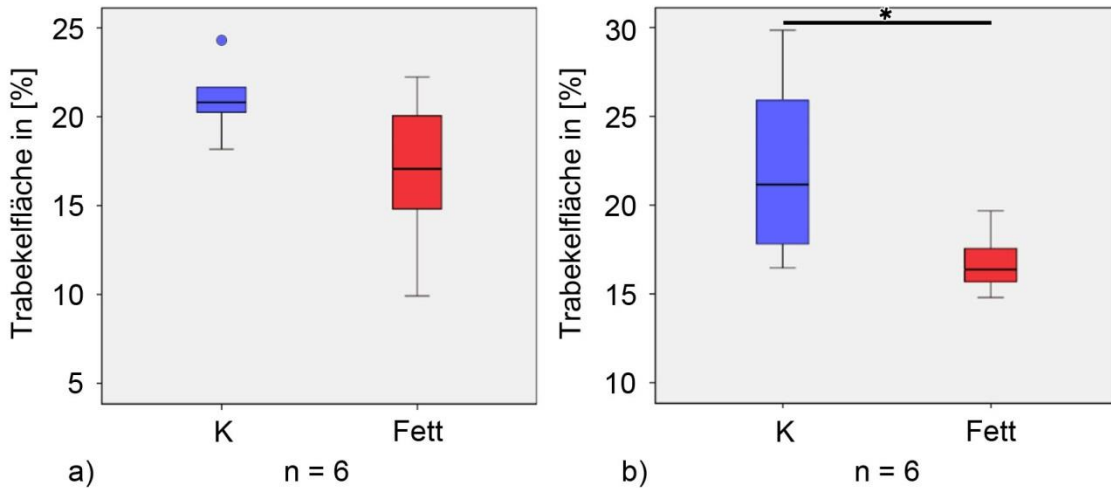 Trabekelfläche in [%]
25
20
15
10
5
K Fett
a) n = 6
Trabekelfläche in [%]
*
30
25
20
15
10
K Fett
b) n = 6